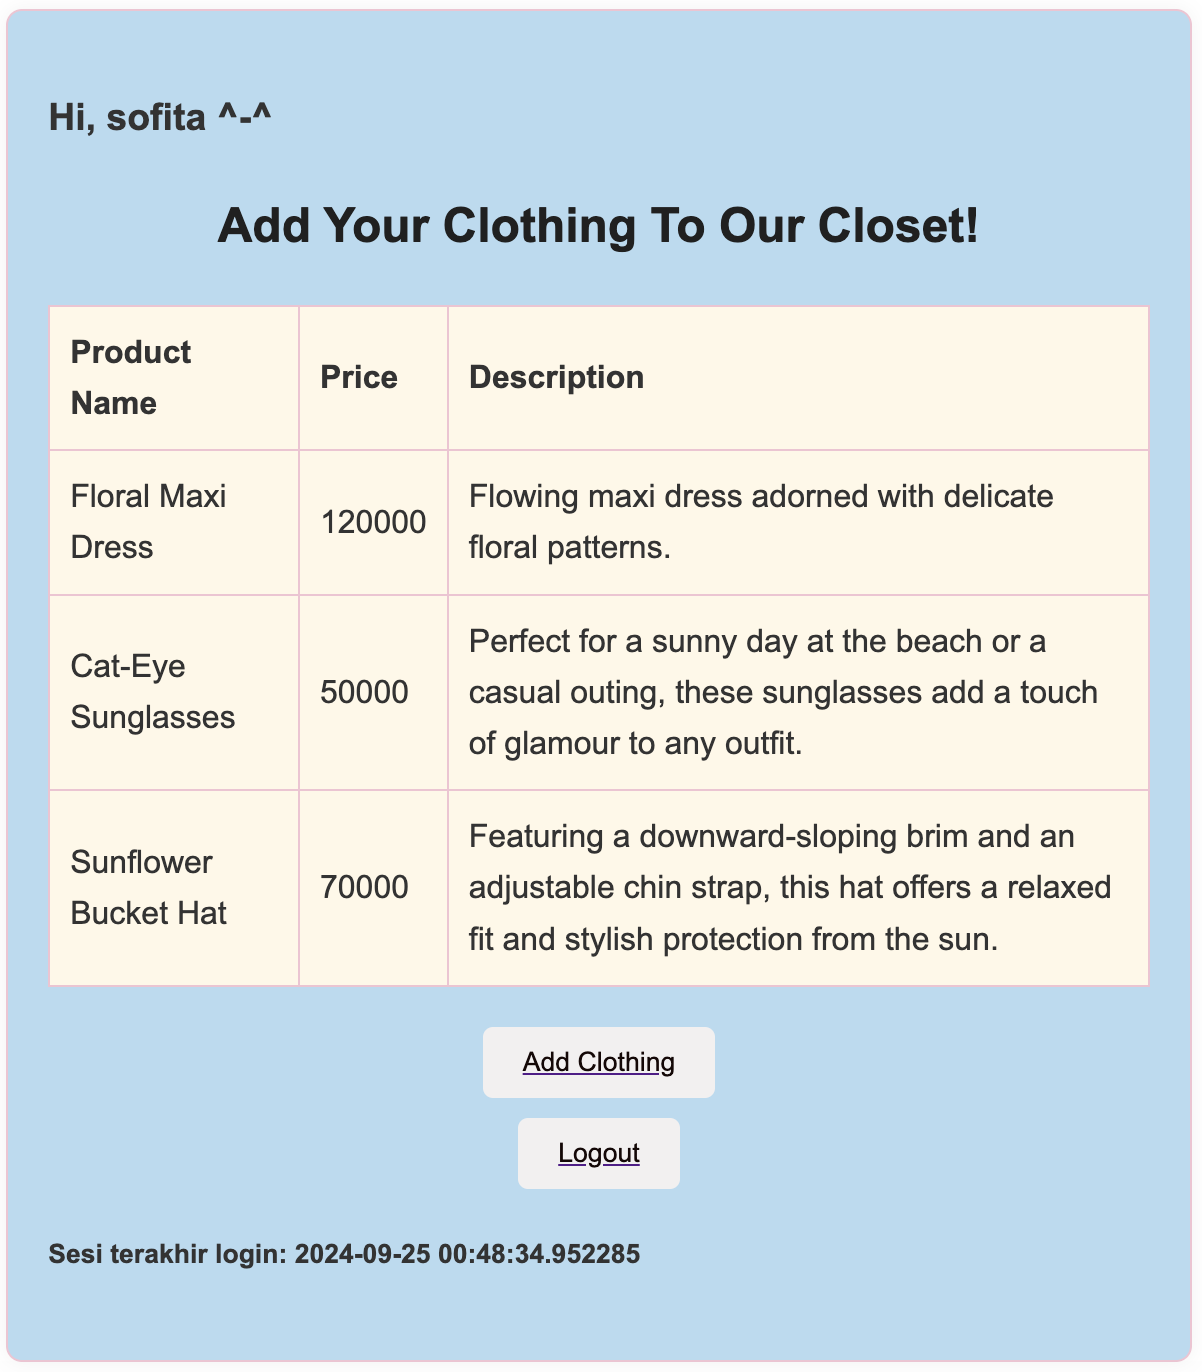 Hi, sofita ^-^
Add Your Clothing To Our Closet!
Product
Name
Price
Description
Floral Maxi
Dress
120000
Flowing maxi dress adorned with delicate
floral patterns.
Cat-Eye
Sunglasses
50000
Perfect for a sunny day at the beach or a
casual outing, these sunglasses add a touch
of glamour to any outfit.
Sunflower
Bucket Hat
70000
Featuring a downward-sloping brim and an
adjustable chin strap, this hat offers a relaxed
fit and stylish protection from the sun.
Add Clothing
Logout
Sesi terakhir login: 2024-09-25 00:48:34.952285